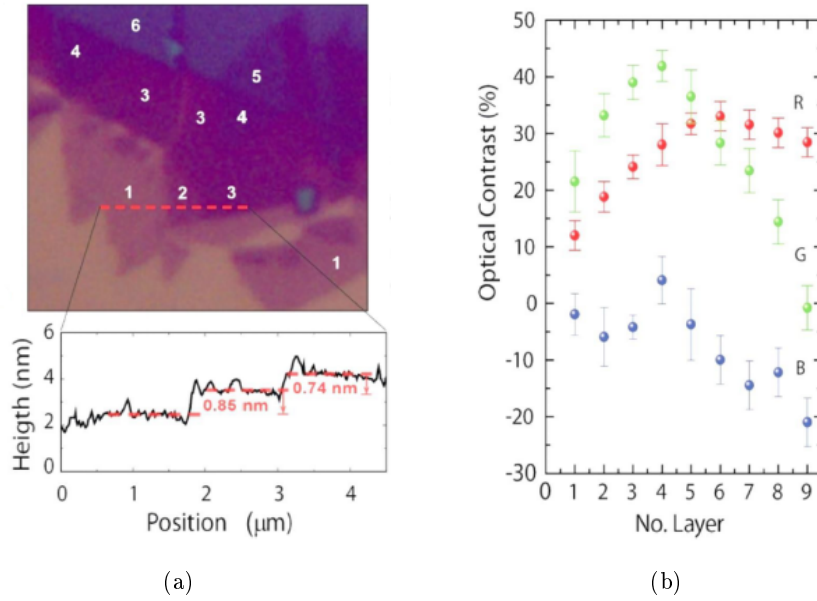 6
4
5
3
3
4
1
2
3
1
6
4
2
0
Heigth (nm)
0.85 nm
0.74 nm
0
1
2
3
4
Position (μm)
(a)
50
40
30
20
10
0
-10
-20
-30
Optical Contrast (%)
R
G
B
0 1 2 3 4 5 6 7 8 9
No. Layer
(b)